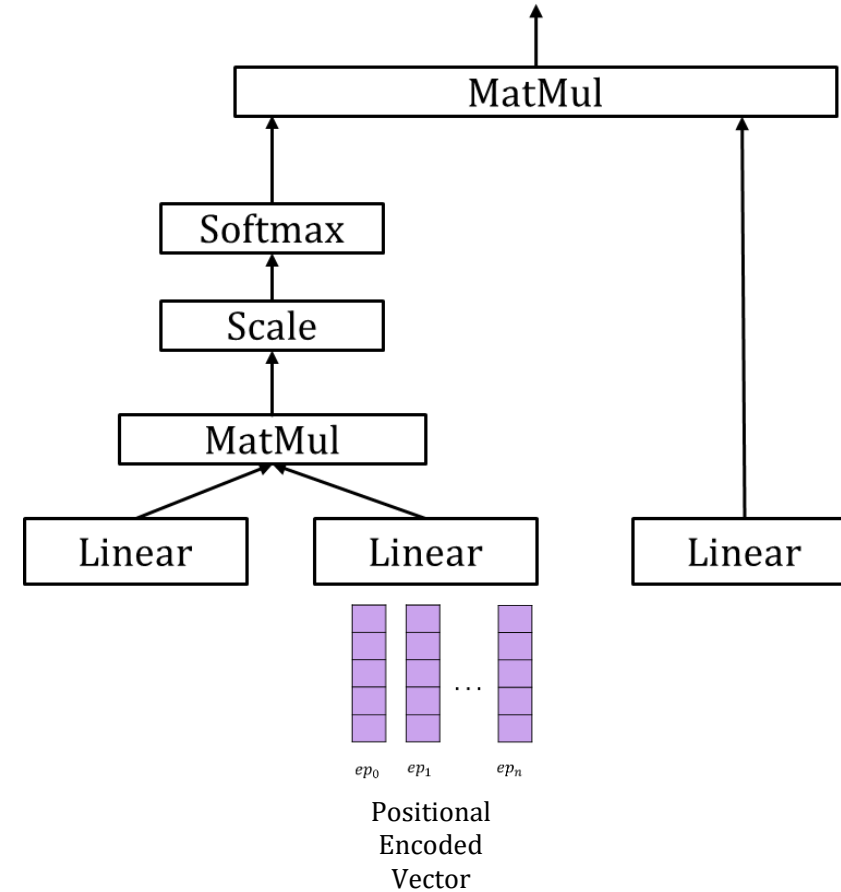 MatMul
Softmax
Scale
MatMul
Linear Linear Linear
...
ep₀ ep₁ epₙ
Positional
Encoded
Vector